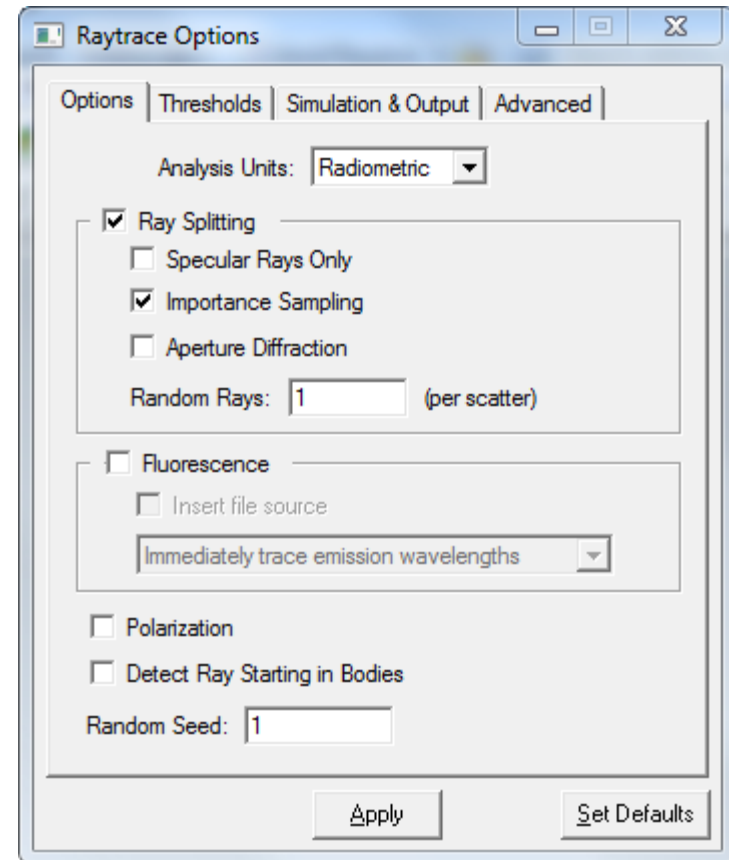 Raytrace Options
Options Thresholds Simulation & Output Advanced
Analysis Units: Radiometric
Ray Splitting
Specular Rays Only
Importance Sampling
Aperture Diffraction
Random Rays: 1 (per scatter)
Fluorescence
Insert file source
Immediately trace emission wavelengths
Polarization
Detect Ray Starting in Bodies
Random Seed: 1
Apply Set Defaults